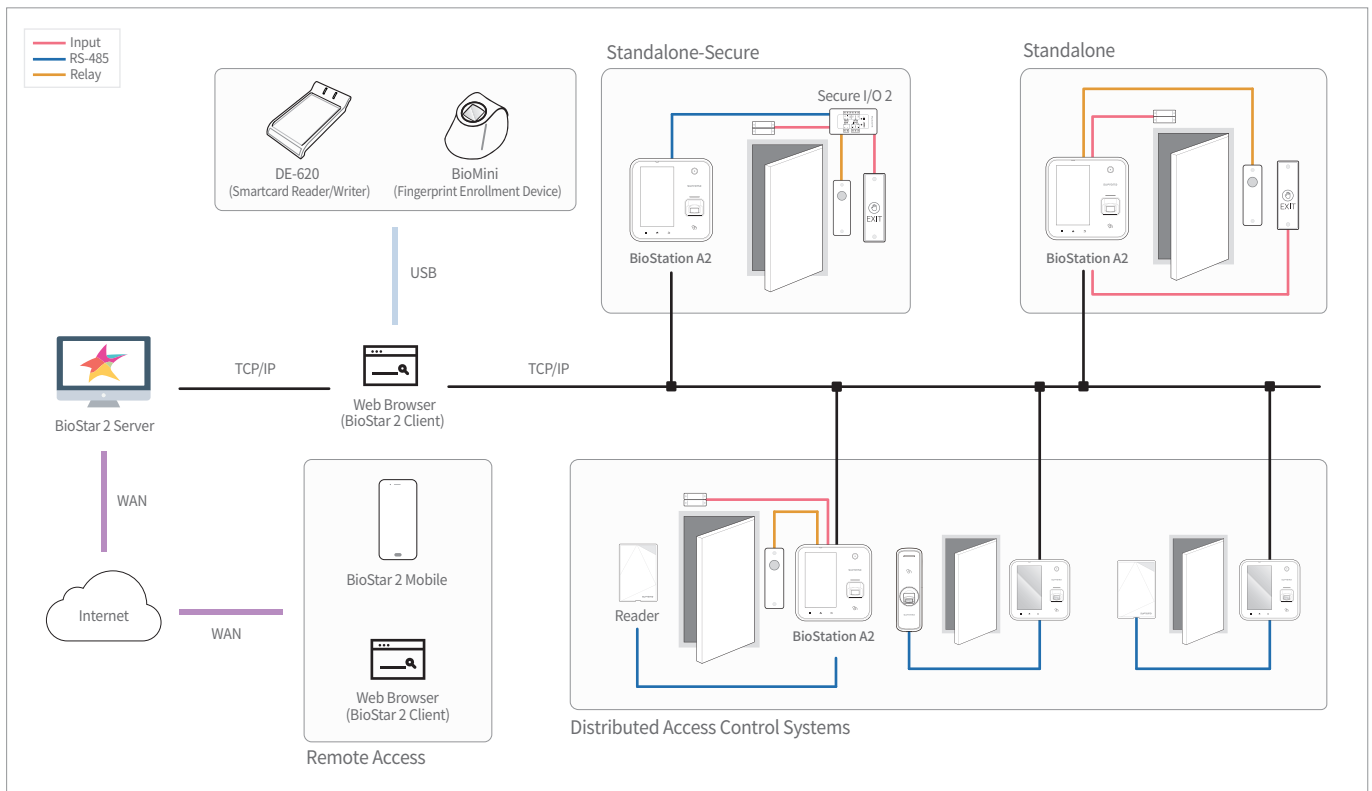 Input
RS-485
Relay
Standalone-Secure
Standalone
Secure I/O 2
DE-620
(Smartcard Reader/Writer)
BioMini
(Fingerprint Enrollment Device)
EXIT
EXIT
BioStation A2
BioStation A2
USB
TCP/IP
TCP/IP
BioStar 2 Server
Web Browser
(BioStar 2 Client)
WAN
Internet
WAN
BioStar 2 Mobile
Web Browser
(BioStar 2 Client)
Remote Access
Reader
BioStation A2
Distributed Access Control Systems